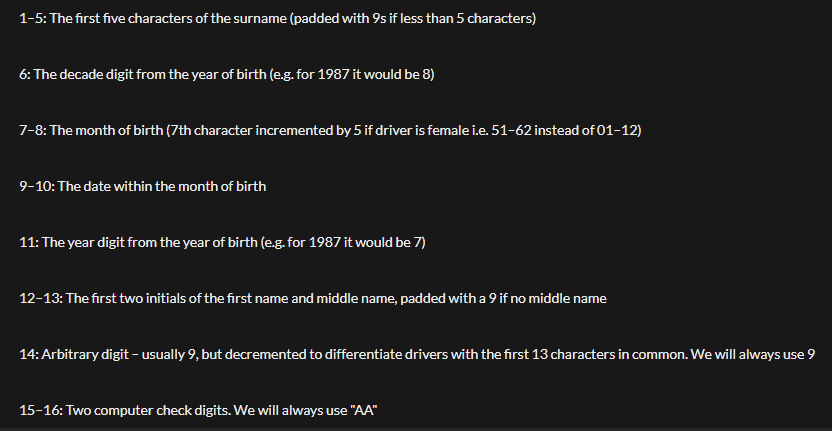 1–5: The first five characters of the surname (padded with 9s if less than 5 characters)
6: The decade digit from the year of birth (e.g. for 1987 it would be 8)
7–8: The month of birth (7th character incremented by 5 if driver is female i.e. 51–62 instead of 01–12)
9–10: The date within the month of birth
11: The year digit from the year of birth (e.g. for 1987 it would be 7)
12–13: The first two initials of the first name and middle name, padded with a 9 if no middle name
14: Arbitrary digit – usually 9, but decremented to differentiate drivers with the first 13 characters in common. We will always use 9
15–16: Two computer check digits. We will always use "AA"